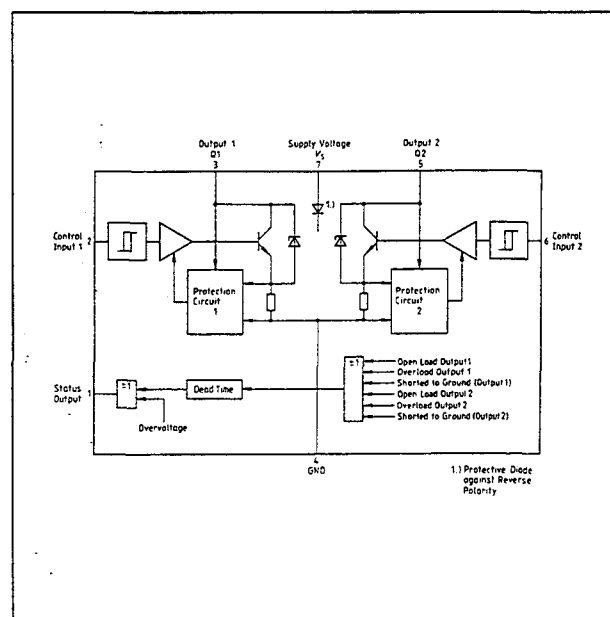 Output 1
Q1
3
Supply Voltage
Vs
7
Output 2
Q2
5
1.)
Control
Input 1
2
6
Control
Input 2
Protection
Circuit
1
Protection
Circuit
2
Status
Output
1
≥1
Dead Time
≥1
Open Load Output 1
Overload Output 1
Shorted to Ground (Output 1)
Open Load Output 2
Overload Output 2
Shorted to Ground (Output 2)
Overvoltage
4
GND
1.) Protective Diode
against Reverse
Polarity